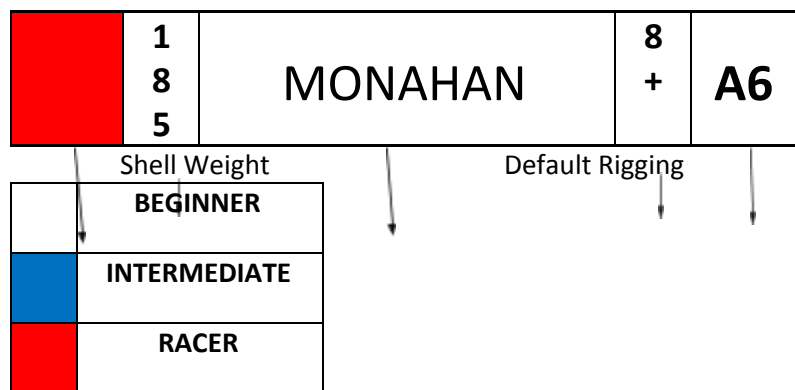 1
8
5
MONAHAN
8
+
A6
Shell Weight
Default Rigging
BEGINNER
INTERMEDIATE
RACER